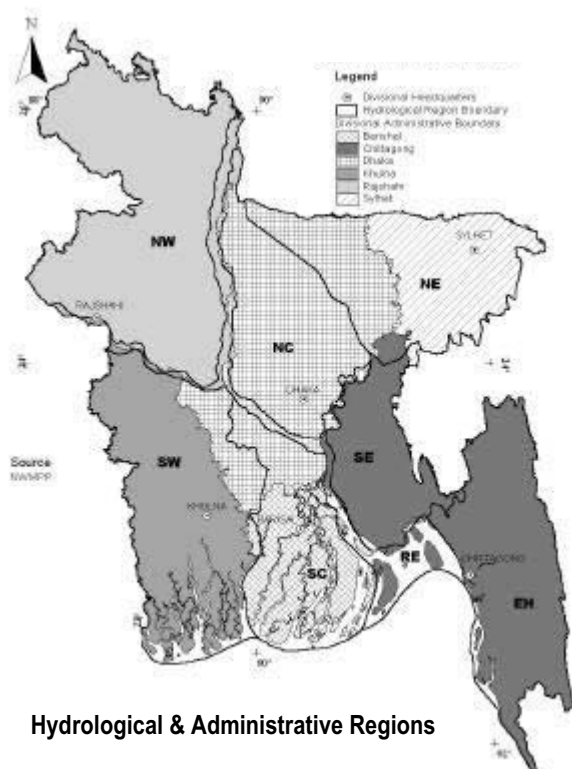 N
90°
Legend
Divisional Headquarters
Hydrological Region Boundary
Divisional Administrative Boundary
Barishal
Chittagong
Dhaka
Khulna
Rajshahi
Sylhet
NW
SYLHET
NE
RAJSHAHI
NC
24°
DHAKA
SW
SE
Source
NWMPP
KHULNA
RE
CHITTAGONG
SC
EH
90°
Hydrological & Administrative Regions